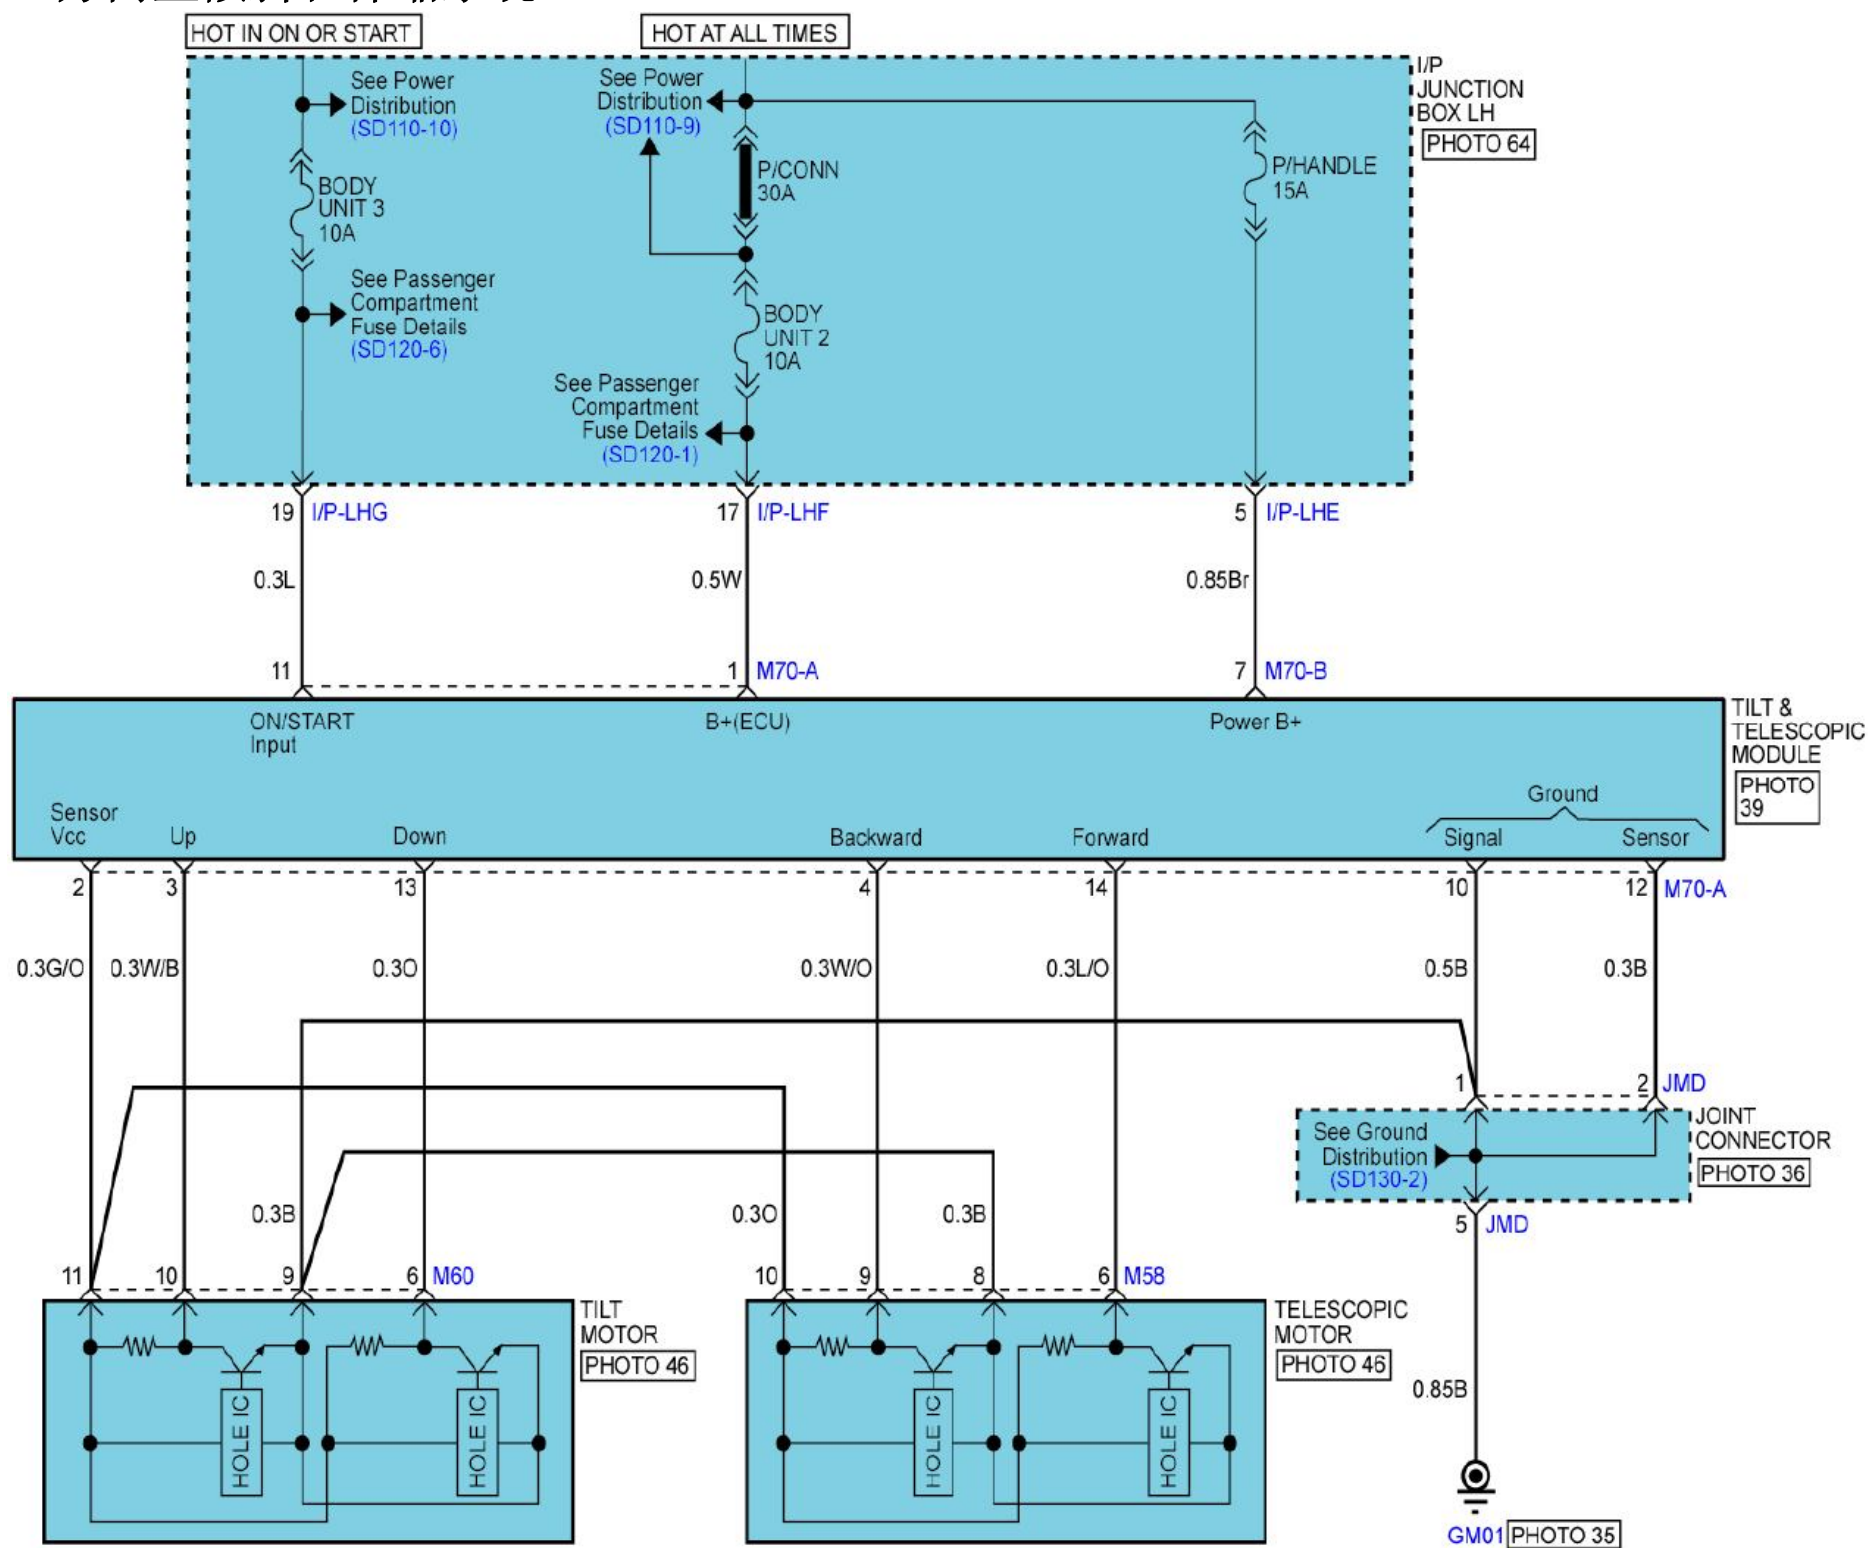 HOT IN ON OR START
HOT AT ALL TIMES
I/P
JUNCTION
BOX LH
PHOTO 64
See Power
Distribution
(SD110-10)
See Power
Distribution
(SD110-9)
BODY
UNIT 3
10A
P/CONN
30A
P/HANDLE
15A
See Passenger
Compartment
Fuse Details
(SD120-6)
BODY
UNIT 2
10A
See Passenger
Compartment
Fuse Details
(SD120-1)
19 I/P-LHG
17 I/P-LHF
5 I/P-LHE
0.3L
0.5W
0.85Br
11
1 M70-A
7 M70-B
ON/START
Input
B+(ECU)
Power B+
TILT &
TELESCOPIC
MODULE
PHOTO
39
Sensor
Vcc
Up
Down
Backward
Forward
Ground
Signal
Sensor
2
3
13
4
14
10
12 M70-A
0.3G/O
0.3W/B
0.3O
0.3W/O
0.3L/O
0.5B
0.3B
1
2 JMD
JOINT
CONNECTOR
PHOTO 36
See Ground
Distribution
(SD130-2)
5 JMD
0.3B
0.3O
0.3B
11
10
9
6 M60
10
9
8
6 M58
TILT
MOTOR
PHOTO 46
HOLE IC
HOLE IC
TELESCOPIC
MOTOR
PHOTO 46
HOLE IC
HOLE IC
0.85B
GM01 PHOTO 35